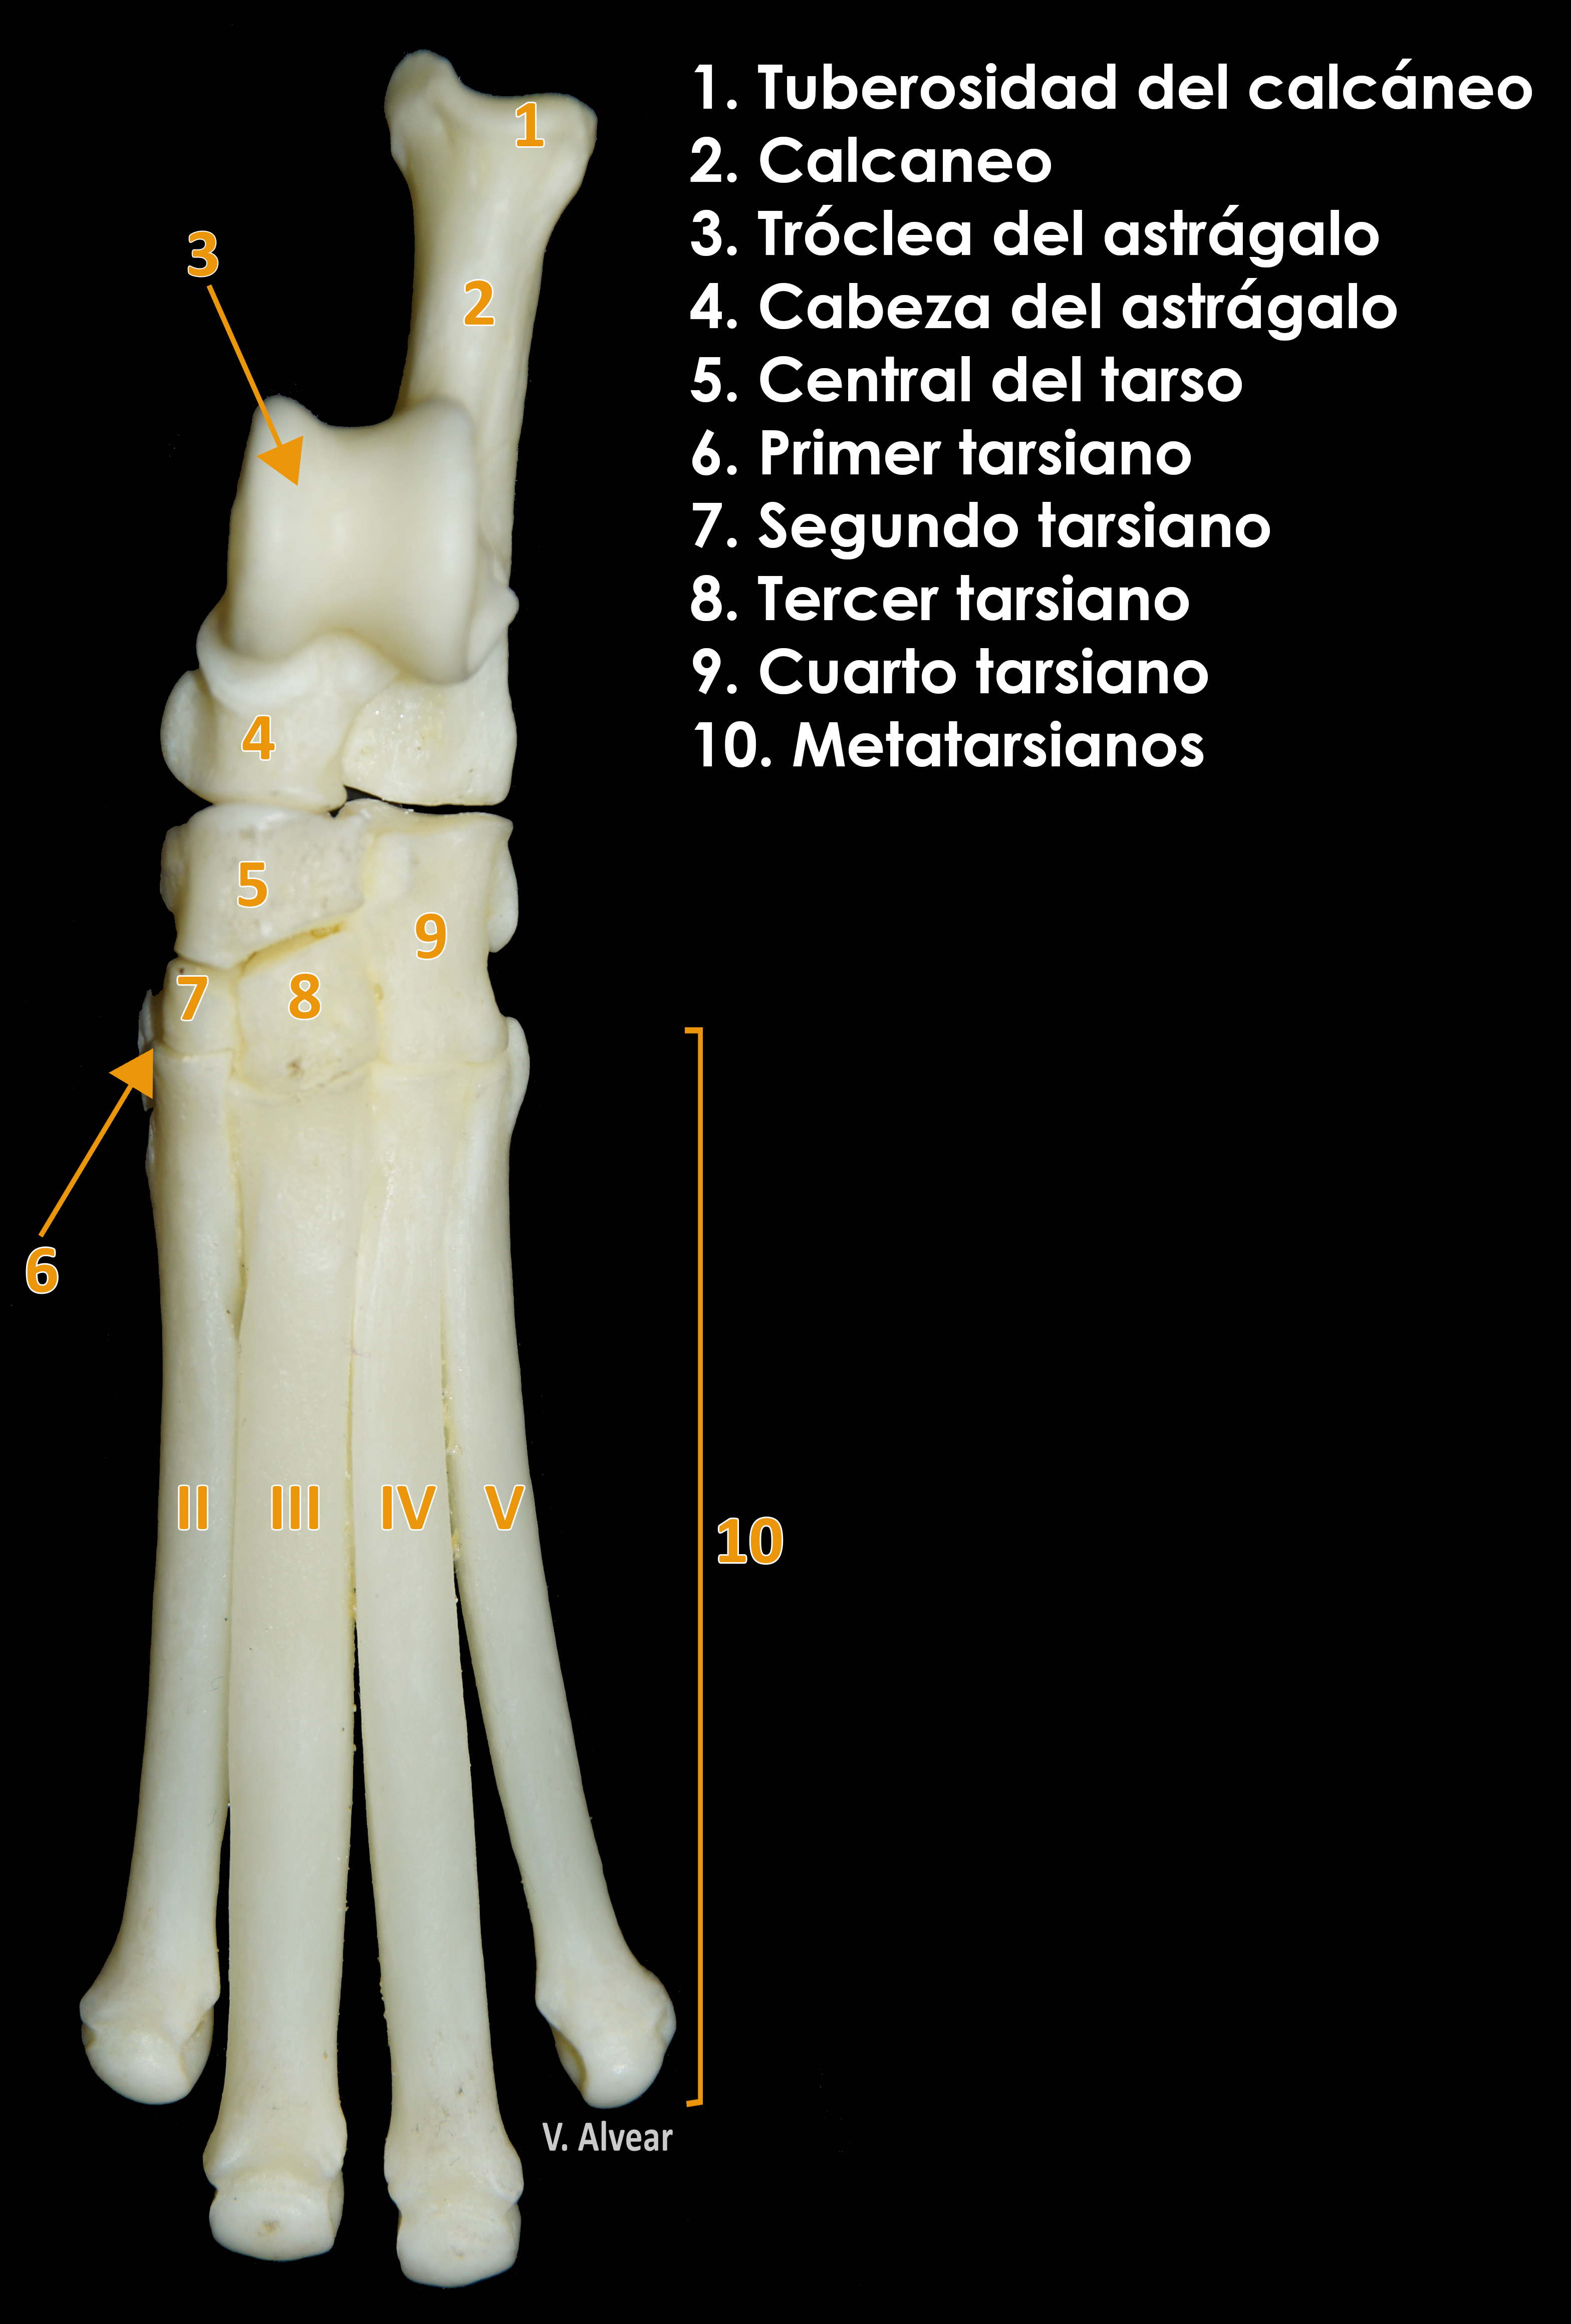 1. Tuberosidad del calcáneo
2. Calcaneo
3. Tróclea del astrágalo
4. Cabeza del astrágalo
5. Central del tarso
6. Primer tarsiano
7. Segundo tarsiano
8. Tercer tarsiano
9. Cuarto tarsiano
10. Metatarsianos
1
3
2
4
5
9
7
8
6
II III IV V
10
V. Alvear